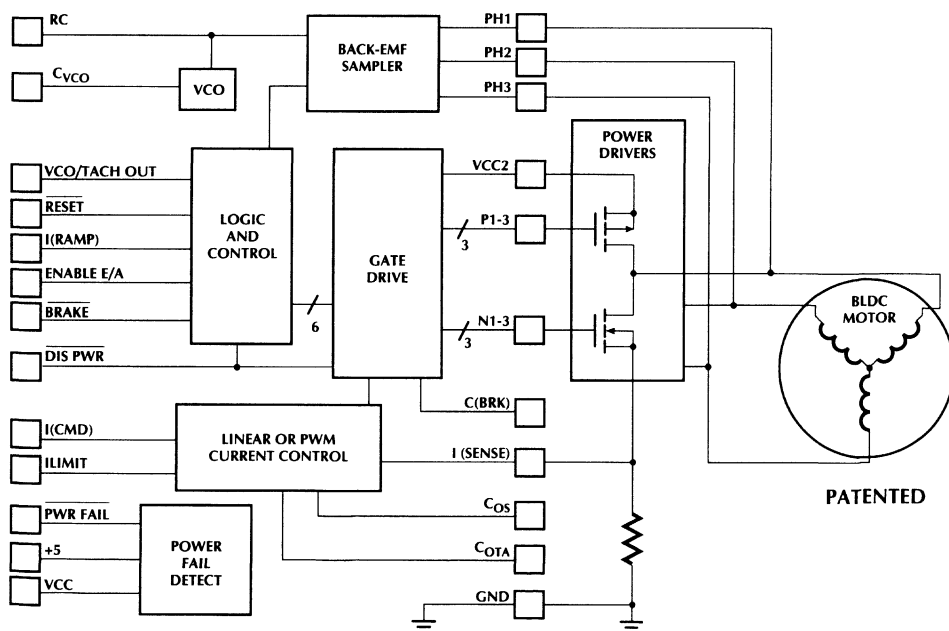 RC
CVCO
VCO
BACK-EMF
SAMPLER
PH1
PH2
PH3
VCO/TACH OUT
RESET
I(RAMP)
ENABLE E/A
BRAKE
DIS PWR
LOGIC
AND
CONTROL
6
GATE
DRIVE
VCC2
P1-3
3
N1-3
3
C(BRK)
POWER
DRIVERS
BLDC
MOTOR
PATENTED
I(CMD)
ILIMIT
LINEAR OR PWM
CURRENT CONTROL
I (SENSE)
COS
COTA
GND
PWR FAIL
+5
VCC
POWER
FAIL
DETECT